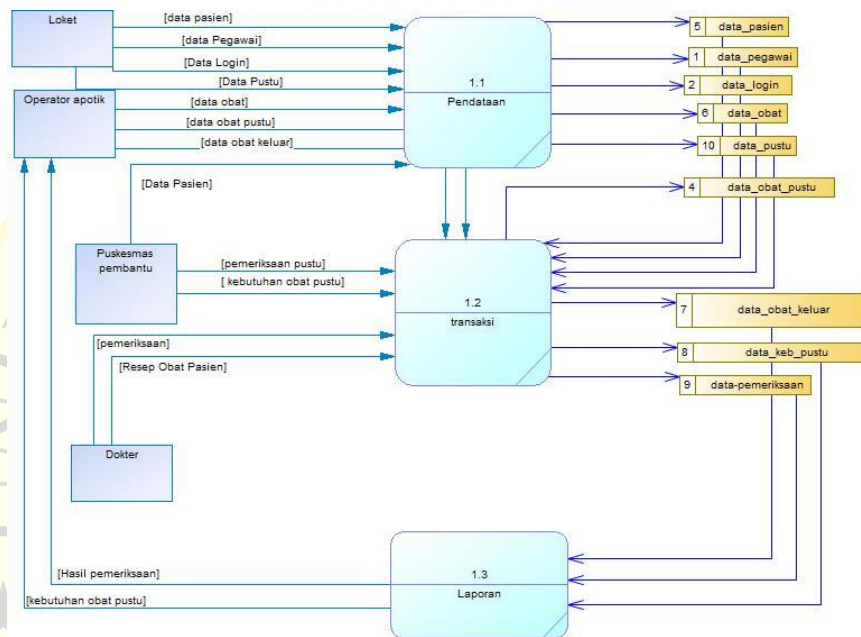 Loket
[data pasien]
[data Pegawai]
[Data Login]
[Data Pustu]
Operator apotik
[data obat]
[data obat pustu]
[data obat keluar]
[Data Pasien]
1.1
Pendataan
5 data_pasien
1 data_pegawai
2 data_login
6 data_obat
10 data_pustu
4 data_obat_pustu
Puskesmas
pembantu
[pemeriksaan pustu]
[ kebutuhan obat pustu]
[pemeriksaan]
[Resep Obat Pasien]
1.2
transaksi
7 data_obat_keluar
8 data_keb_pustu
9 data-pemeriksaan
Dokter
[Hasil pemeriksaan]
[kebutuhan obat pustu]
1.3
Laporan